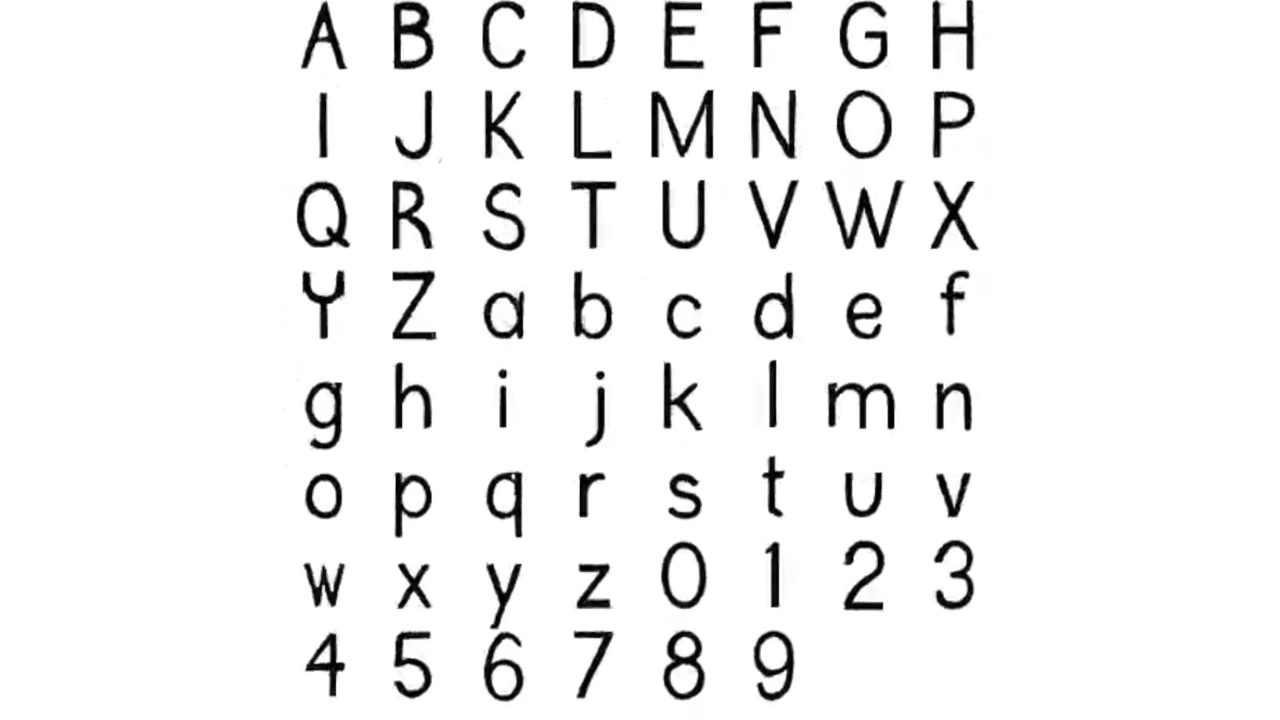 A B C D E F G H
I J K L M N O P
Q R S T U V W X
Y Z a b c d e f
g h i j k l m n
o p q r s t u v
w x y z 0 1 2 3
4 5 6 7 8 9